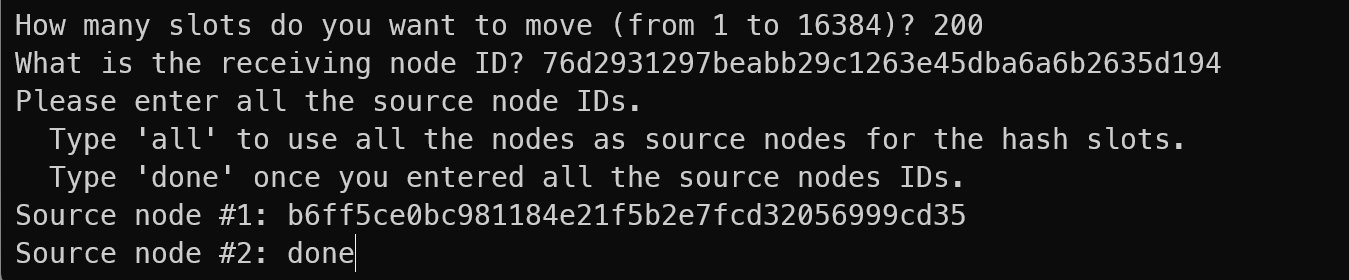 How many slots do you want to move (from 1 to 16384)? 200
What is the receiving node ID? 76d2931297beabb29c1263e45dba6a6b2635d194
Please enter all the source node IDs.
  Type 'all' to use all the nodes as source nodes for the hash slots.
  Type 'done' once you entered all the source nodes IDs.
Source node #1: b6ff5ce0bc981184e21f5b2e7fcd32056999cd35
Source node #2: done